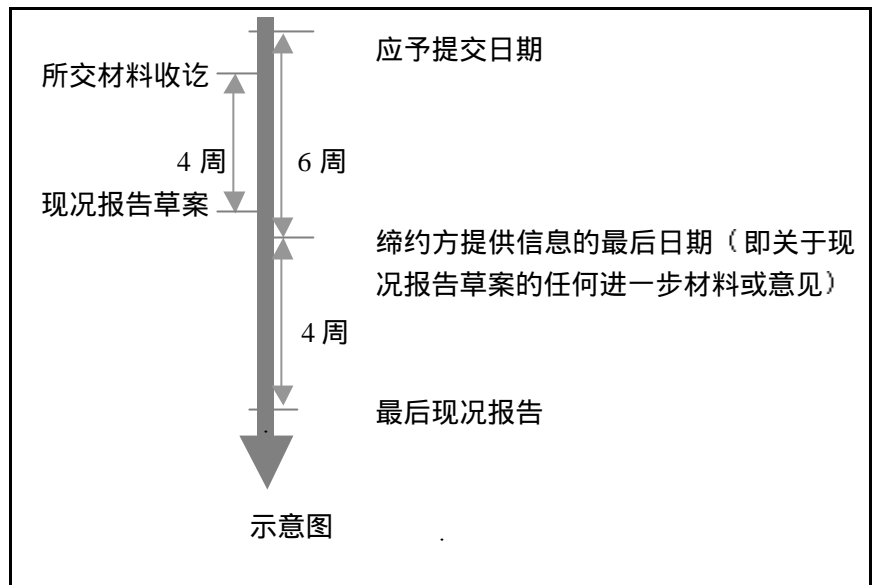 应予提交日期
所交材料收讫
4 周
6 周
现况报告草案
缔约方提供信息的最后日期（即关于现
况报告草案的任何进一步材料或意见）
4 周
最后现况报告
示意图